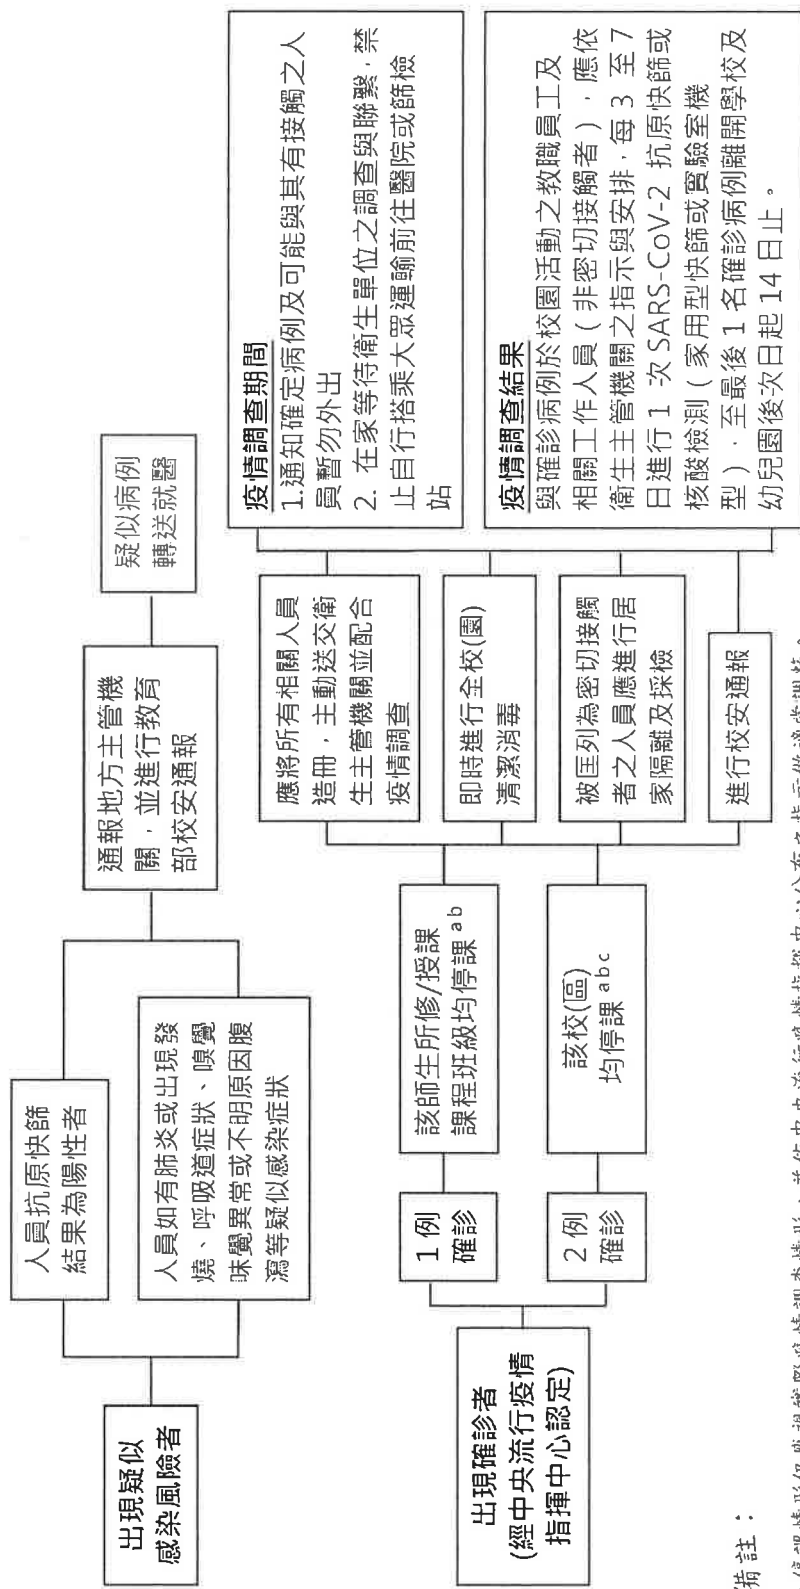 出現疑似
感染風險者
人員抗原快篩
結果為陽性者
人員如有肺炎或出現發
燒、呼吸道症狀、嗅覺
味覺異常或不明原因腹
瀉等疑似感染症狀
通報地方主管機
關，並進行教育
部校安通報
疑似病例
轉送就醫
出現確診者
(經中央流行疫情
指揮中心認定)
1 例
確診
2 例
確診
該師生所修/授課
課程班級均停課 ab
該校(區)
均停課 abc
應將所有相關人員
造冊，主動送交衛
生主管機關並配合
疫情調查
即時進行全校(園)
清潔消毒
被匡列為密切接觸
者之人員應進行居
家隔離及採檢
進行校安通報
疫情調查期間
1.通知確定病例及可能與其有接觸之人
員暫勿外出
2. 在家等待衛生單位之調查與聯繫，禁
止自行搭乘大眾運輸前往醫院或篩檢
站
疫情調查結果
與確診病例於校園活動之教職員工及
相關工作人員（非密切接觸者），應依
衛生主管機關之指示與安排，每 3 至 7
日進行 1 次 SARS-CoV-2 抗原快篩或
核酸檢測（家用型快篩或實驗室機
型），至最後 1 名確診病例離開學校及
幼兒園後次日起 14 日止。
備註：